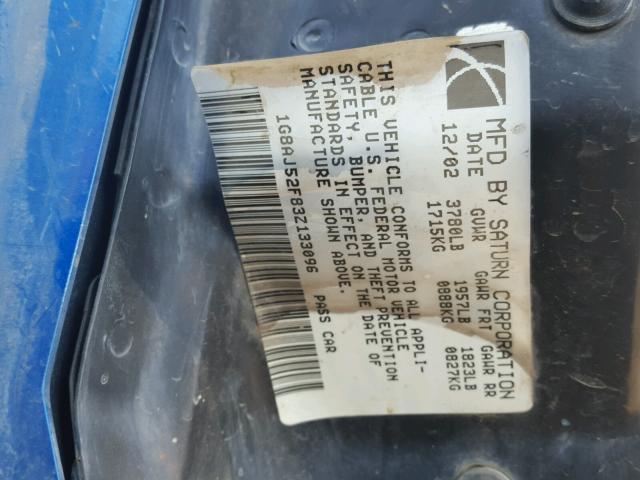 MFD BY SATURN CORPORATION
DATE GVWR GAWR FRT GAWR RR
12/02 3780LB 1957LB 1823LB
1715KG 0888KG 0827KG
THIS VEHICLE CONFORMS TO ALL APPLI-
CABLE U.S. FEDERAL MOTOR VEHICLE
SAFETY, BUMPER, AND THEFT PREVENTION
STANDARDS IN EFFECT ON THE DATE OF
MANUFACTURE SHOWN ABOVE.
1G8AJ52F83Z133096 PASS CAR